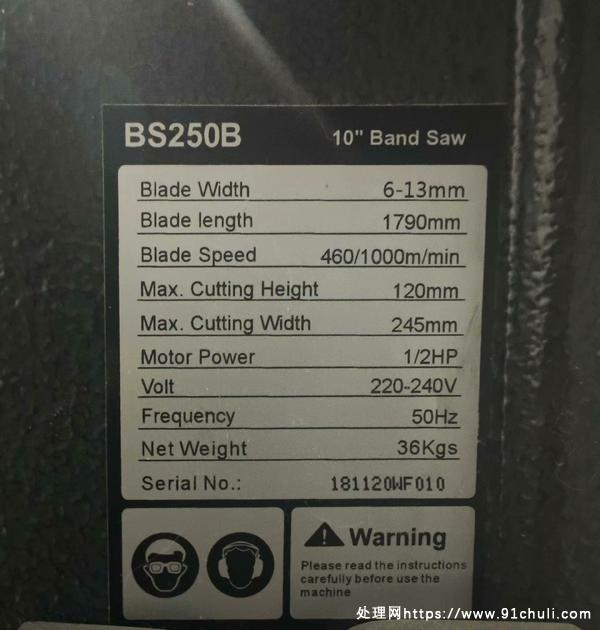 BS250B 10" Band Saw
Blade Width 6-13mm
Blade length 1790mm
Blade Speed 460/1000m/min
Max. Cutting Height 120mm
Max. Cutting Width 245mm
Motor Power 1/2HP
Volt 220-240V
Frequency 50Hz
Net Weight 36Kgs
Serial No.: 181120WF010
Warning
Please read the instructions
carefully before use the
machine
处理网https://www.91chuli.com/